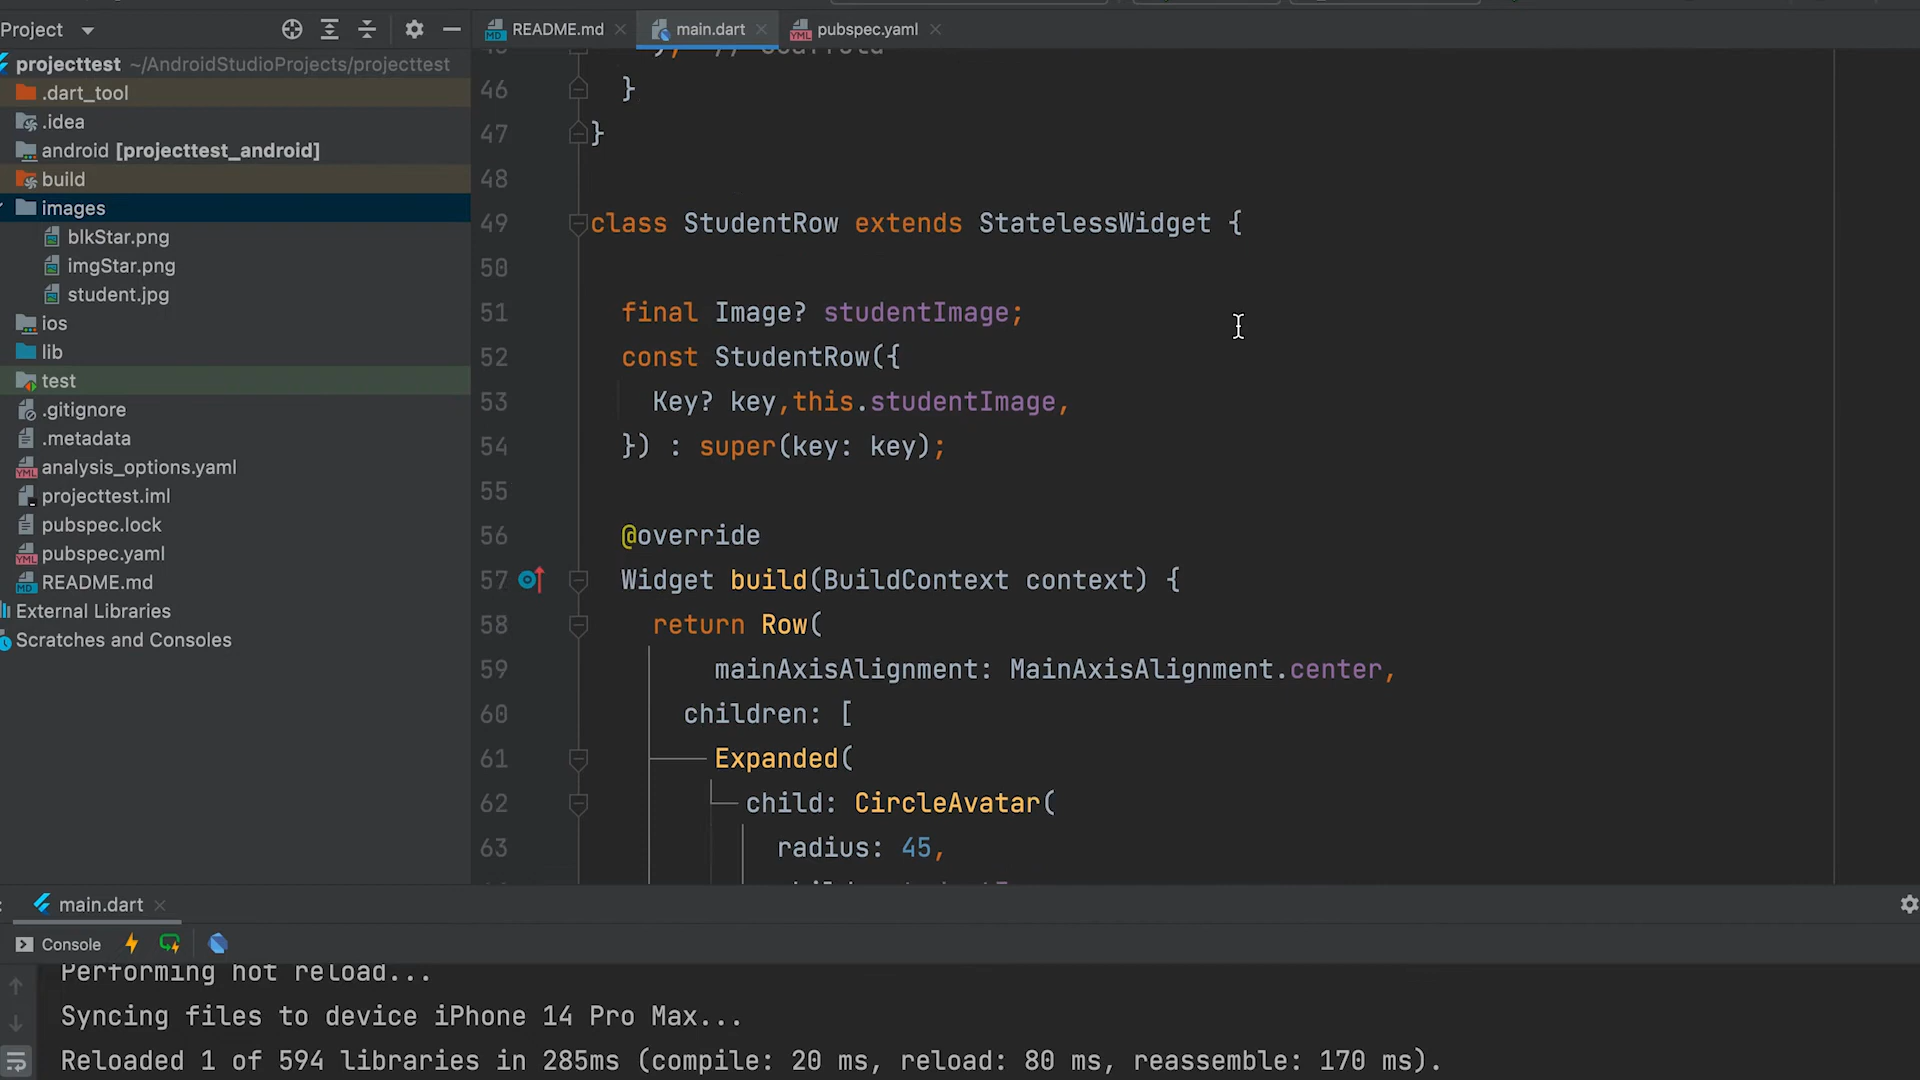 Project
README.md
main.dart
pubspec.yaml
projecttest ~/AndroidStudioProjects/projecttest
.dart_tool
.idea
android [projecttest_android]
build
images
blkStar.png
imgStar.png
student.jpg
ios
lib
test
.gitignore
.metadata
analysis_options.yaml
projecttest.iml
pubspec.lock
pubspec.yaml
README.md
External Libraries
Scratches and Consoles
45 ); // Scaffold
46 }
47 }
48
49 class StudentRow extends StatelessWidget {
50
51 final Image? studentImage;
52 const StudentRow({
53 Key? key,this.studentImage,
54 }) : super(key: key);
55
56 @override
57 Widget build(BuildContext context) {
58 return Row(
59 mainAxisAlignment: MainAxisAlignment.center,
60 children: [
61 Expanded(
62 child: CircleAvatar(
63 radius: 45,
main.dart
Console
Performing hot reload...
Syncing files to device iPhone 14 Pro Max...
Reloaded 1 of 594 libraries in 285ms (compile: 20 ms, reload: 80 ms, reassemble: 170 ms).